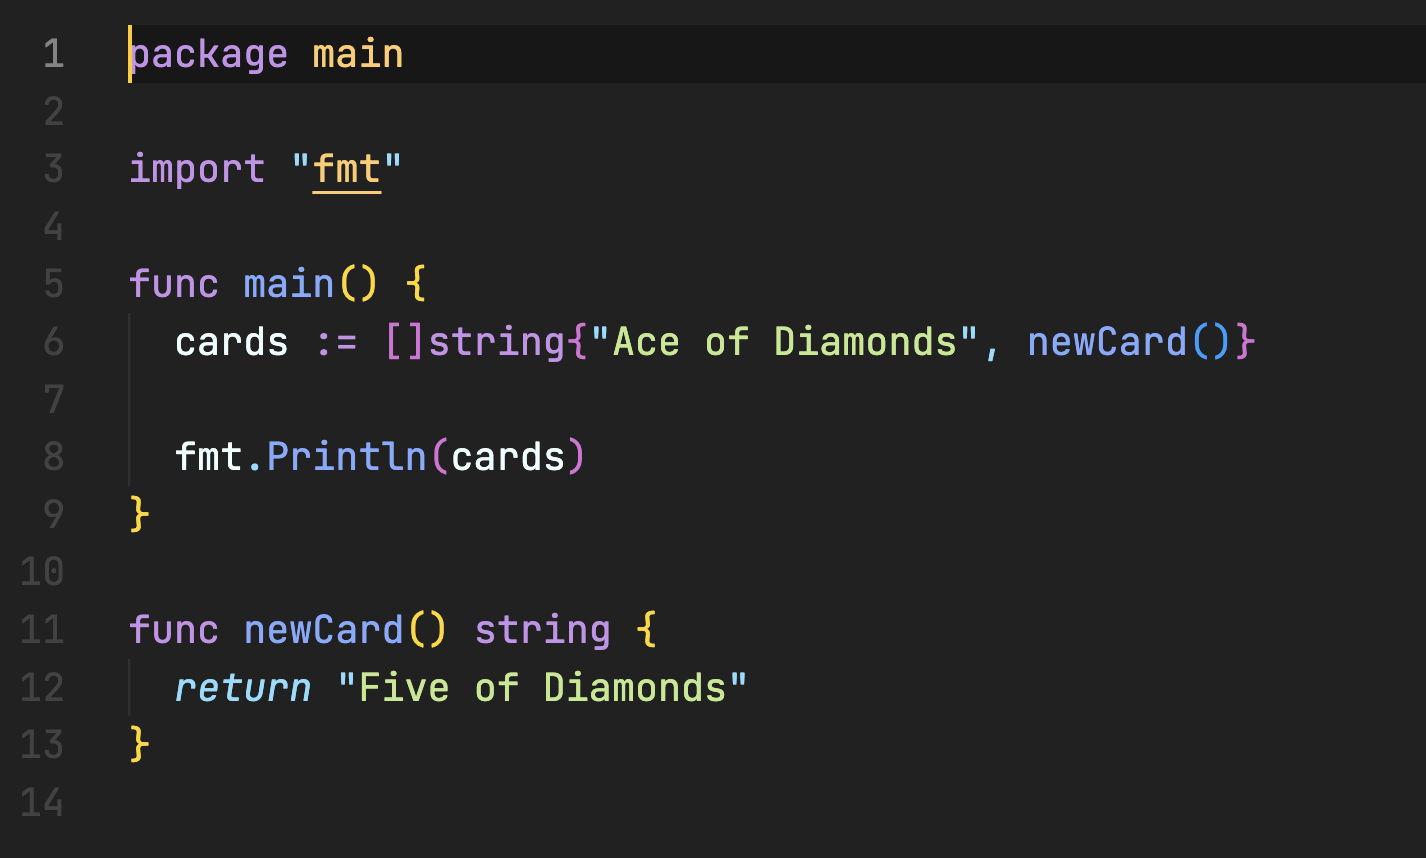 1 package main
2
3 import "fmt"
4
5 func main() {
6   cards := []string{"Ace of Diamonds", newCard()}
7
8   fmt.Println(cards)
9 }
10
11 func newCard() string {
12   return "Five of Diamonds"
13 }
14